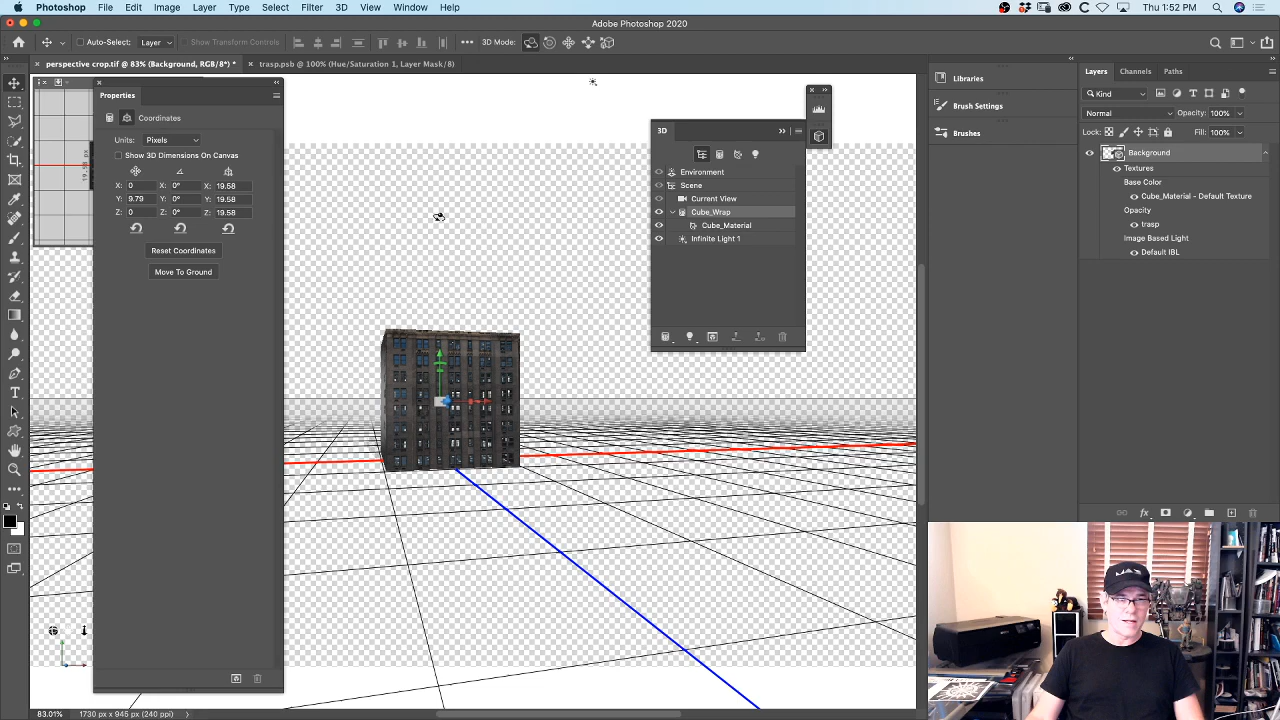 Photoshop File Edit Image Layer Type Select Filter 3D View Window Help
Thu 1:52 PM
Adobe Photoshop 2020
Auto-Select: Layer Show Transform Controls 3D Mode:
× perspective crop.tif @ 83% (Background, RGB/8*) * × trasp.psb @ 100% (Hue/Saturation 1, Layer Mask/8)
Properties
Coordinates
Units: Pixels
Show 3D Dimensions On Canvas
X: 0 X: 0° X: 19.58
Y: 9.79 Y: 0° Y: 19.58
Z: 0 Z: 0° Z: 19.58
Reset Coordinates
Move To Ground
19.58 px
3D
Environment
Scene
Current View
Cube_Wrap
Cube_Material
Infinite Light 1
Libraries
Brush Settings
Brushes
Layers Channels Paths
Kind
Normal Opacity: 100%
Lock: Fill: 100%
Background
Textures
Base Color
Cube_Material - Default Texture
Opacity
trasp
Image Based Light
Default IBL
fx
83.01% 1730 px x 945 px (240 ppi)